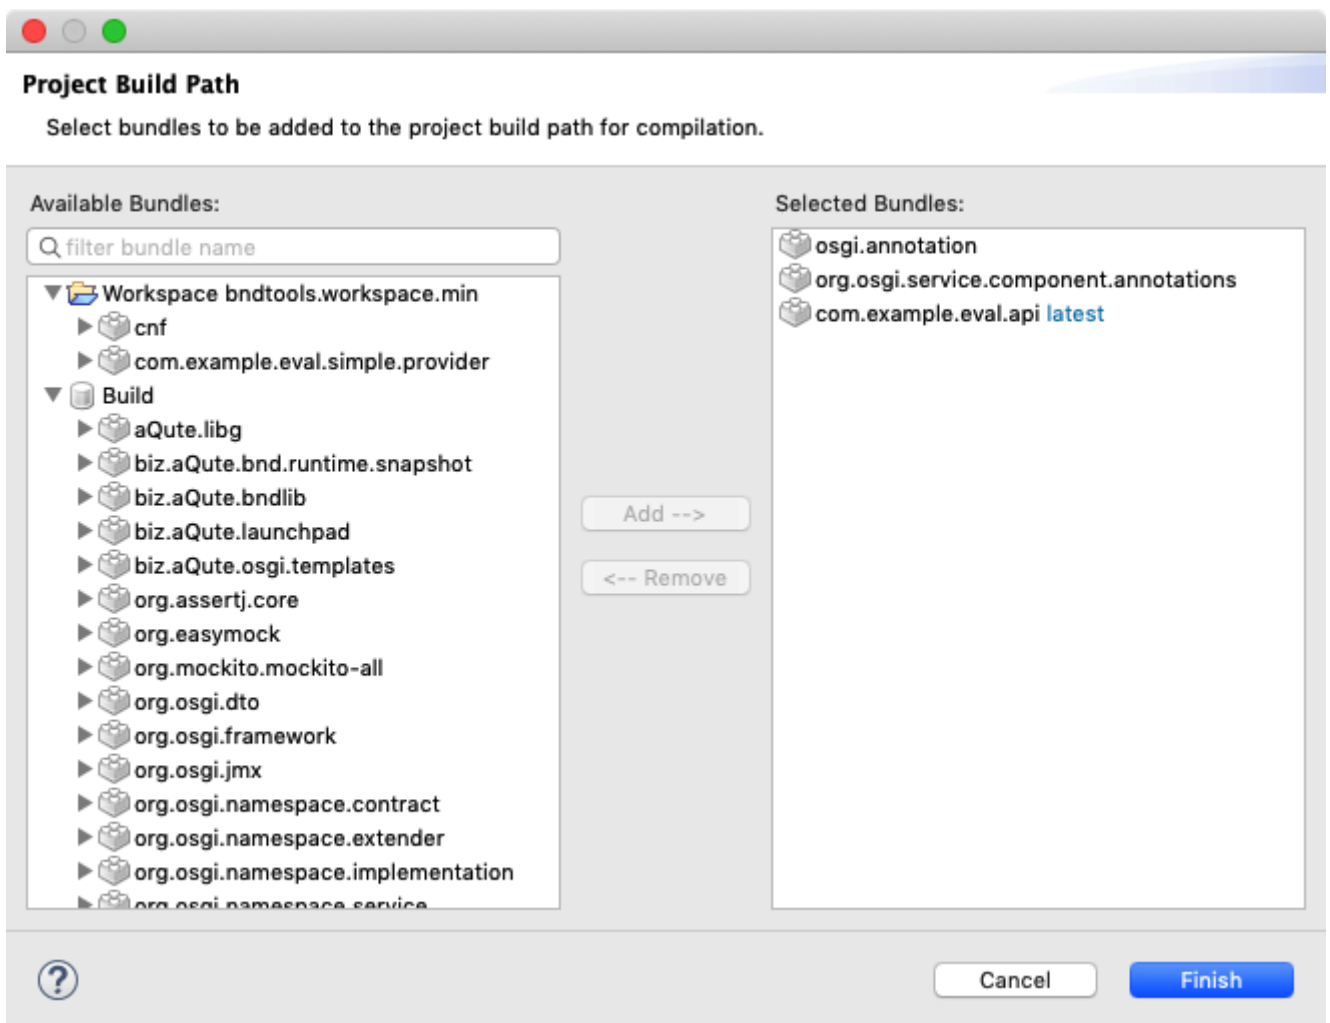 Project Build Path
Select bundles to be added to the project build path for compilation.
Available Bundles:
filter bundle name
Workspace bndtools.workspace.min
cnf
com.example.eval.simple.provider
Build
aQute.libg
biz.aQute.bnd.runtime.snapshot
biz.aQute.bndlib
biz.aQute.launchpad
biz.aQute.osgi.templates
org.assertj.core
org.easymock
org.mockito.mockito-all
org.osgi.dto
org.osgi.framework
org.osgi.jmx
org.osgi.namespace.contract
org.osgi.namespace.extender
org.osgi.namespace.implementation
org.osgi.namespace.service
Add -->
<-- Remove
Selected Bundles:
osgi.annotation
org.osgi.service.component.annotations
com.example.eval.api latest
?
Cancel
Finish